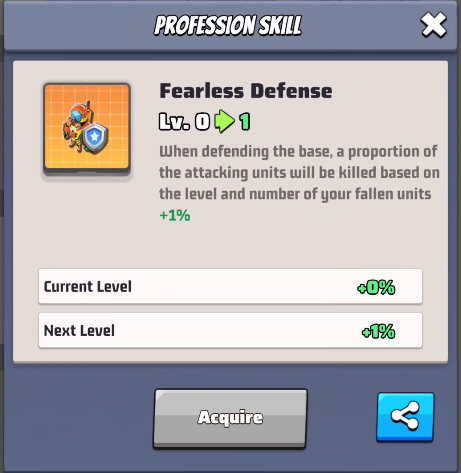 PROFESSION SKILL
Fearless Defense
Lv. 0 1
When defending the base, a proportion of
the attacking units will be killed based on
the level and number of your fallen units
+1%
Current Level +0%
Next Level +1%
Acquire